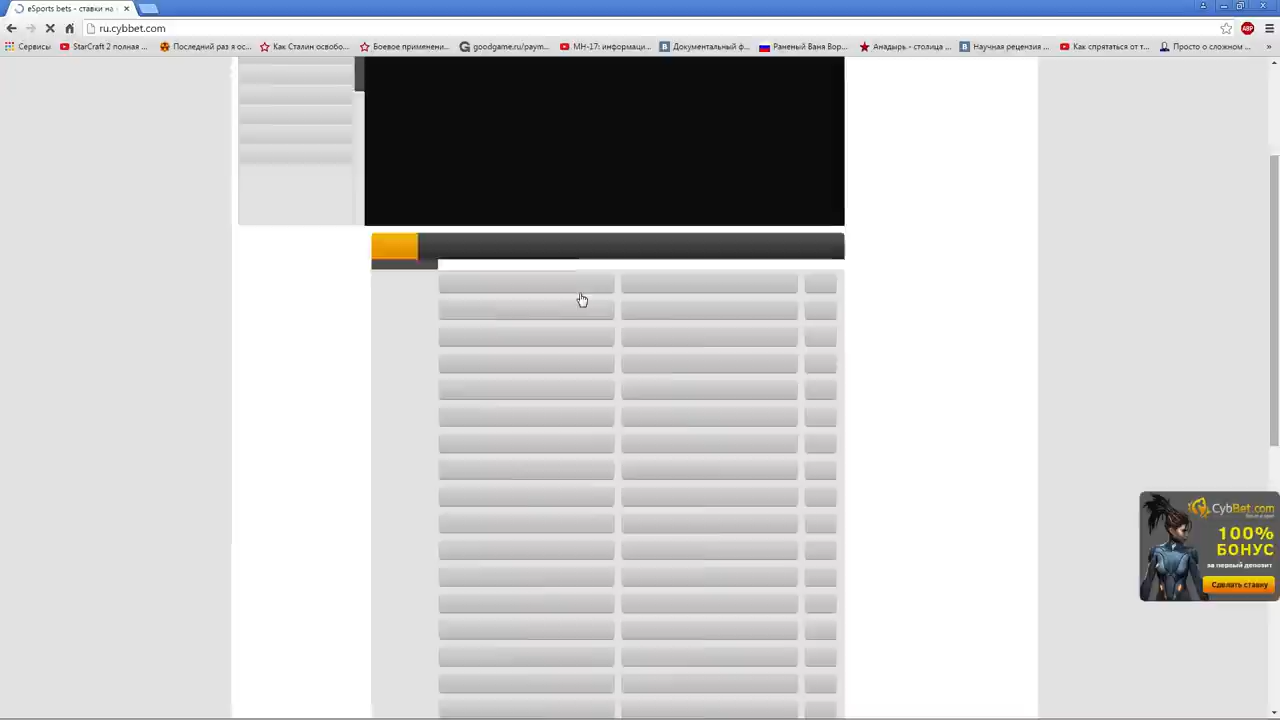 eSports bets - ставки на
ru.cybbet.com
Сервисы
StarCraft 2 полная ...
Последний раз я ос...
Как Сталин освобо...
Боевое применени...
goodgame.ru/paym...
МН-17: информаци...
Документальный ф...
Раненый Ваня Вор...
Анадырь - столица ...
Научная рецензия ...
Как спрятаться от т...
Просто о сложном ...
ABP
CybBet.com
100%
БОНУС
за первый депозит
Сделать ставку